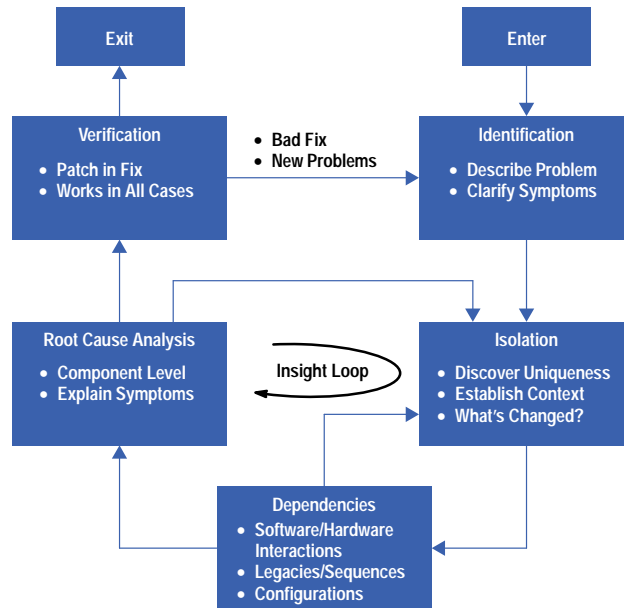 Exit
Enter
Verification
• Patch in Fix
• Works in All Cases
• Bad Fix
• New Problems
Identification
• Describe Problem
• Clarify Symptoms
Root Cause Analysis
• Component Level
• Explain Symptoms
Insight Loop
Isolation
• Discover Uniqueness
• Establish Context
• What's Changed?
Dependencies
• Software/Hardware
Interactions
• Legacies/Sequences
• Configurations